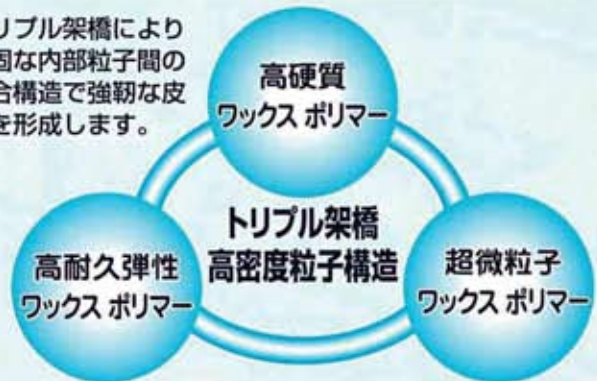 リプル架橋により
固な内部粒子間の
合構造で強靭な皮
を形成します。
高硬質
ワックス ポリマー
トリプル架橋
高密度粒子構造
高耐久弾性
ワックス ポリマー
超微粒子
ワックス ポリマー